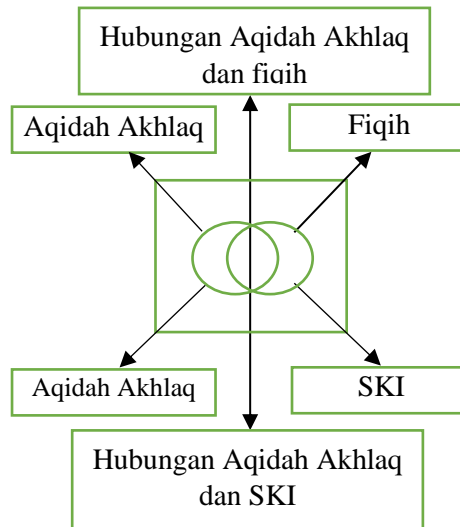 Hubungan Aqidah Akhlaq
dan fiqih
Aqidah Akhlaq
Fiqih
Aqidah Akhlaq
SKI
Hubungan Aqidah Akhlaq
dan SKI